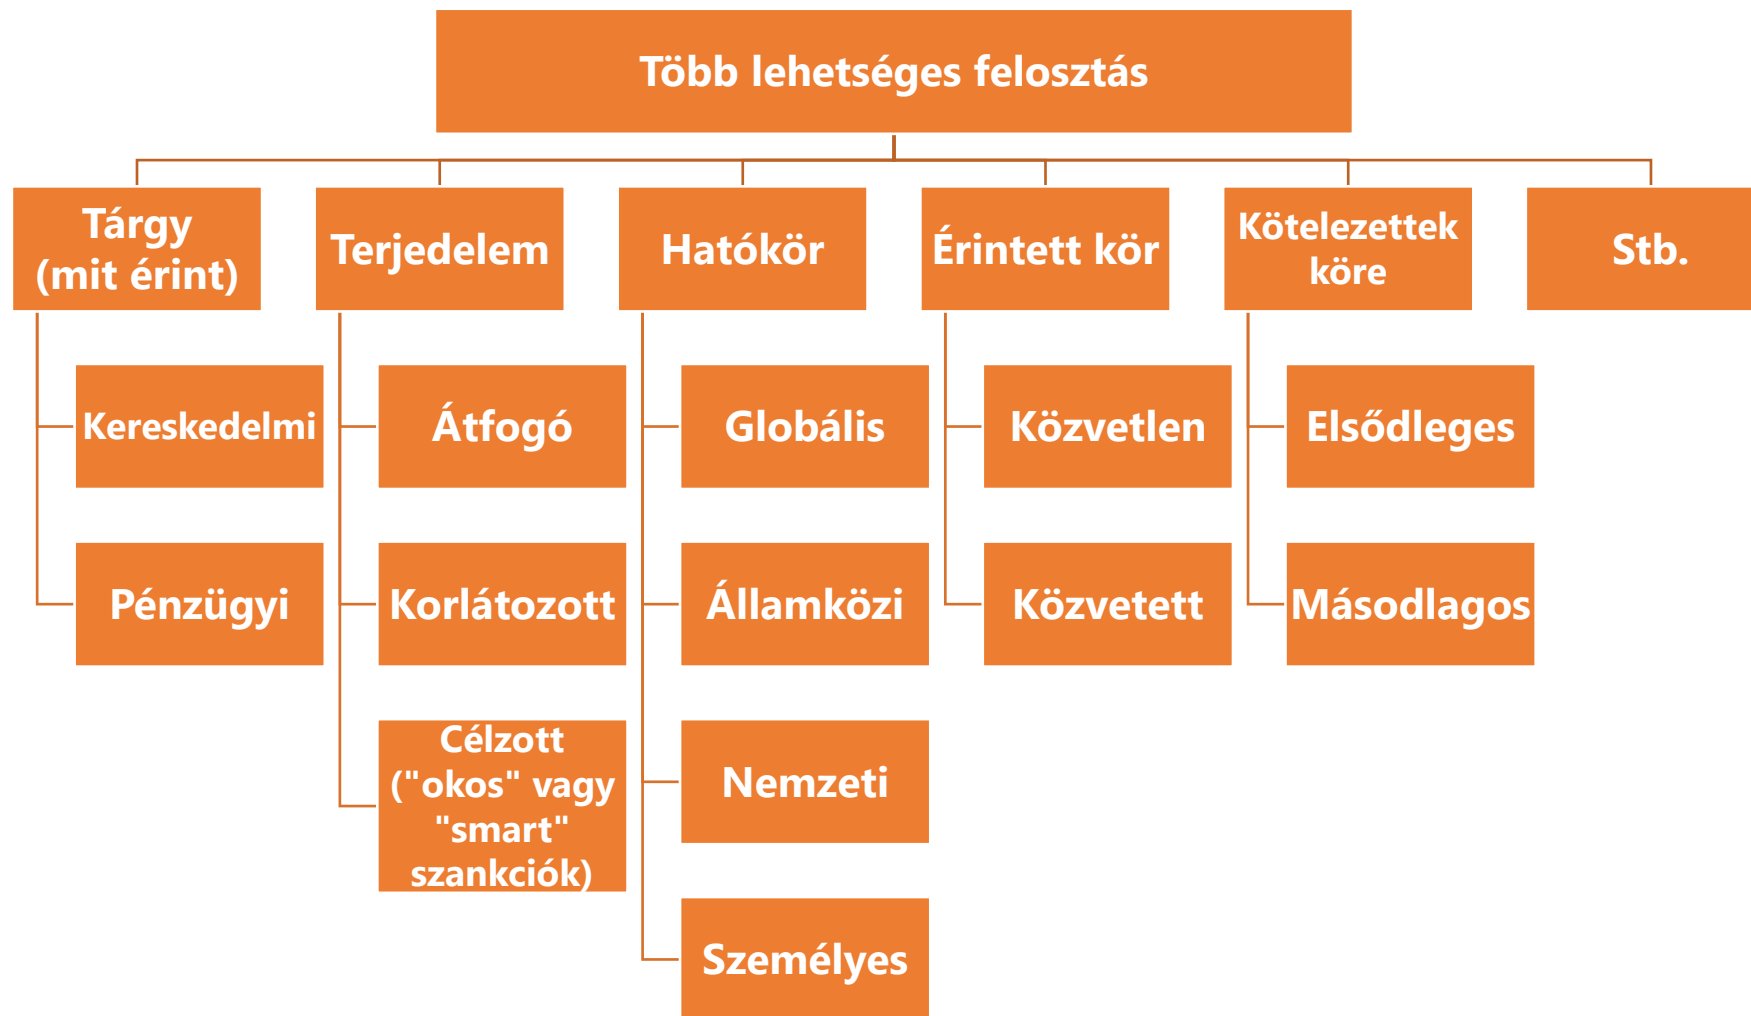 Több lehetséges felosztás
Tárgy
(mit érint)
Kereskedelmi
Pénzügyi
Terjedelem
Átfogó
Korlátozott
Célzott
("okos" vagy
"smart"
szankciók)
Hatókör
Globális
Államközi
Nemzeti
Személyes
Érintett kör
Közvetlen
Közvetett
Kötelezettek
köre
Elsődleges
Másodlagos
Stb.